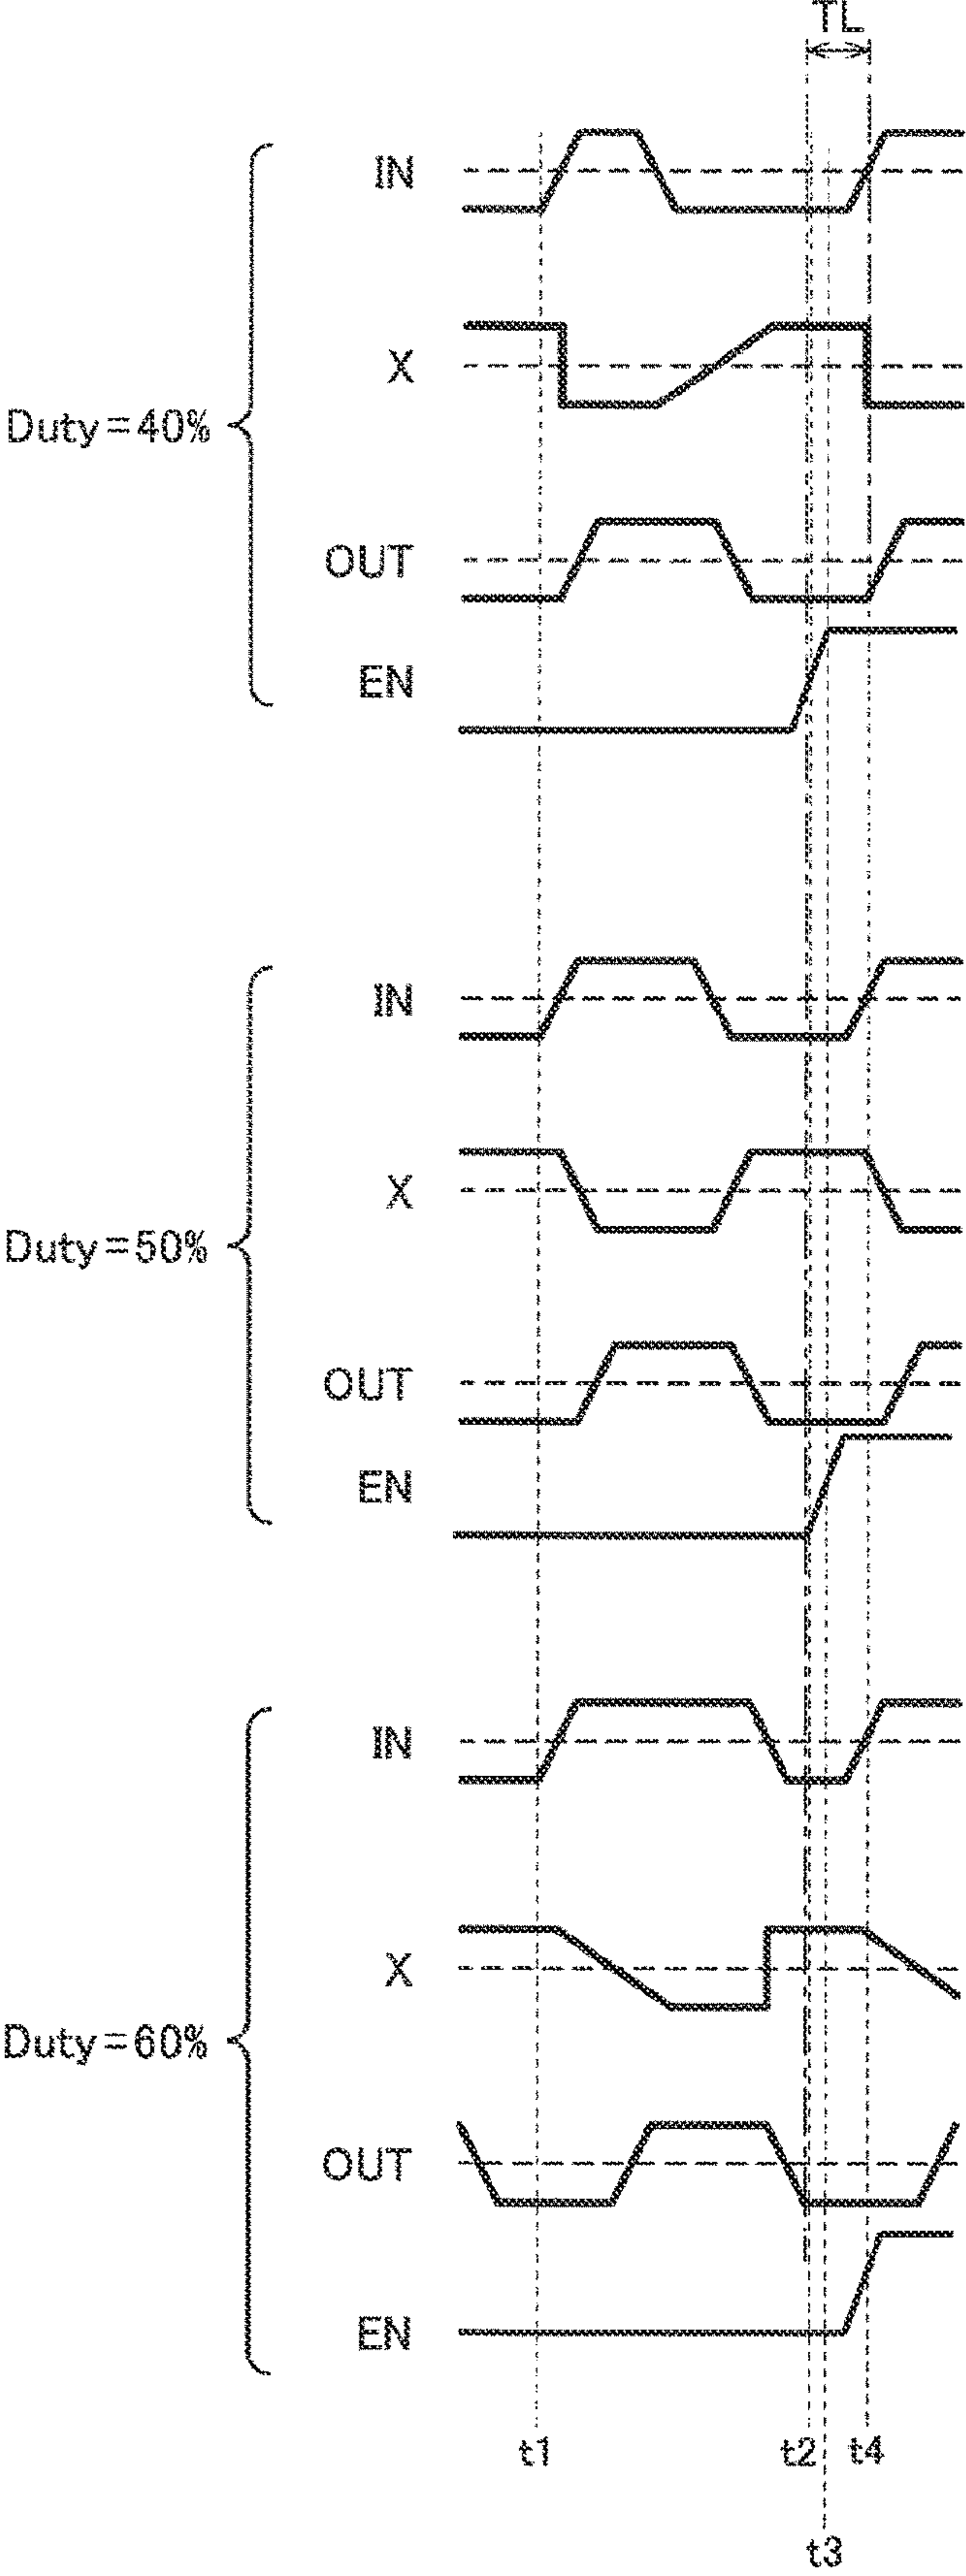 TL
IN
X
Duty=40%
OUT
EN
IN
X
Duty=50%
OUT
EN
IN
X
Duty=60%
OUT
EN
t1
t2
t4
t3